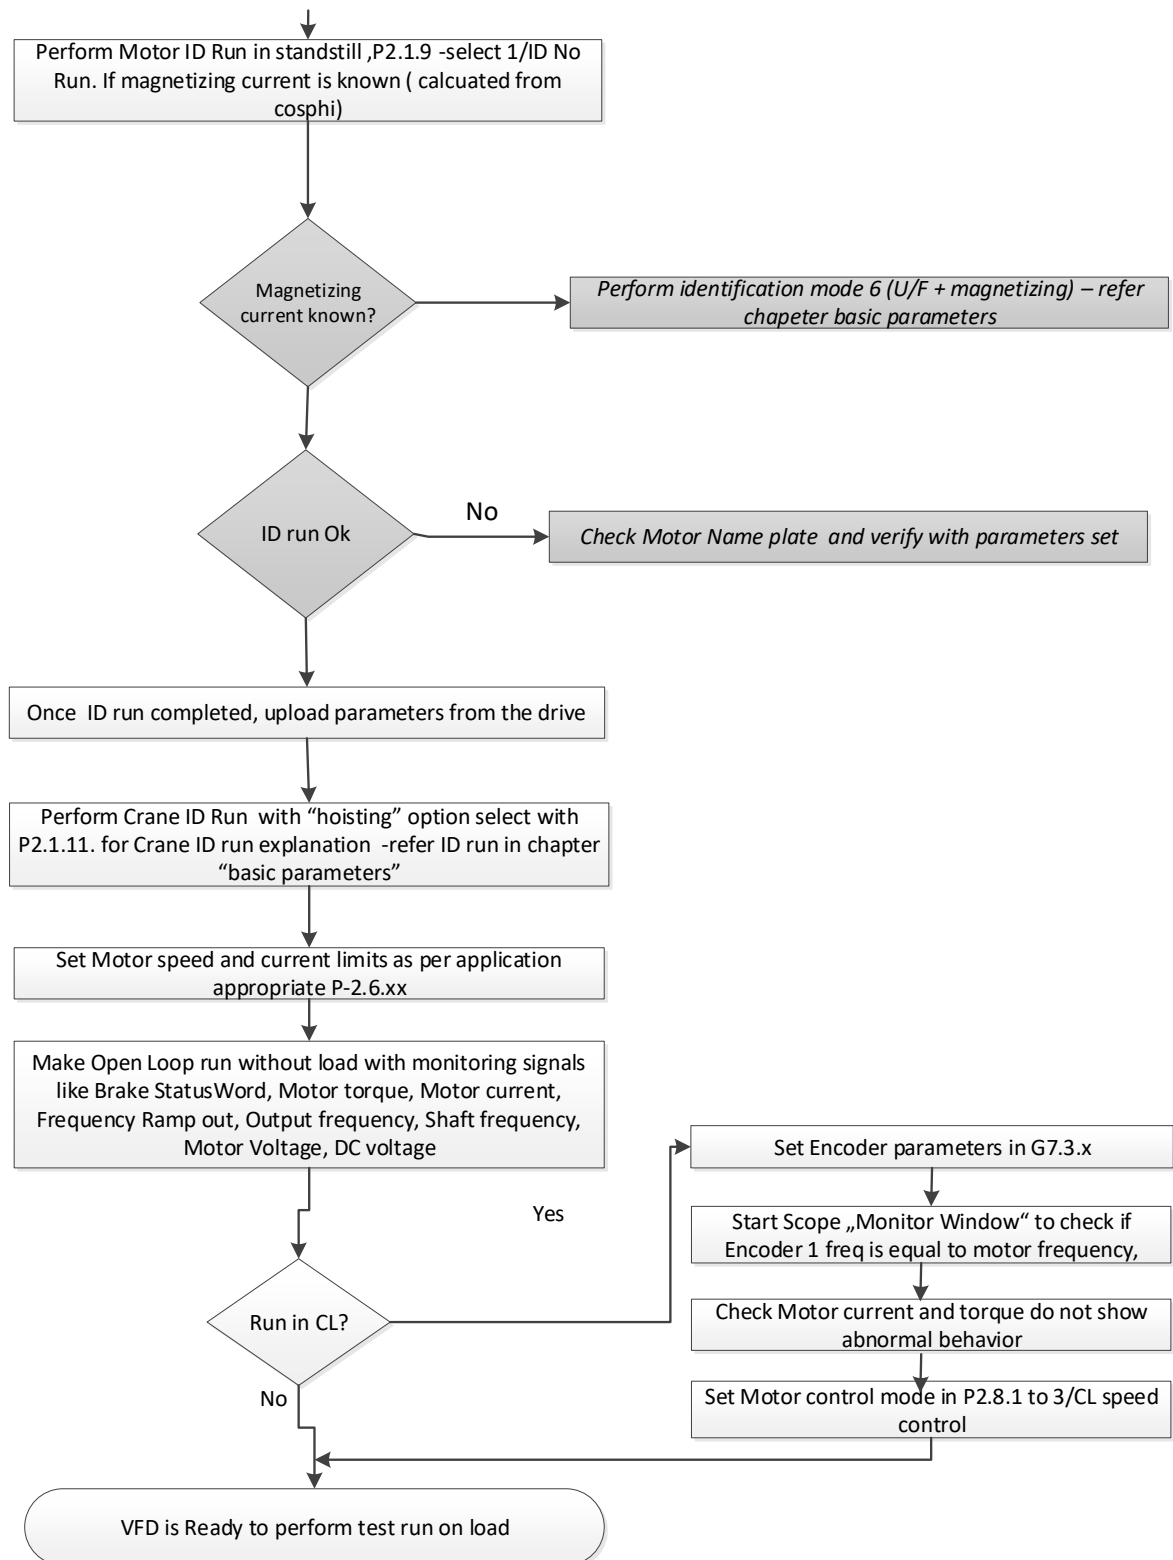 Perform Motor ID Run in standstill ,P2.1.9 -select 1/ID No
Run. If magnetizing current is known ( calcuated from
cosphi)
Magnetizing
current known?
Perform identification mode 6 (U/F + magnetizing) – refer
chapeter basic parameters
ID run Ok
No
Check Motor Name plate  and verify with parameters set
Once  ID run completed, upload parameters from the drive
Perform Crane ID Run  with “hoisting” option select with
P2.1.11. for Crane ID run explanation  -refer ID run in chapter
“basic parameters”
Set Motor speed and current limits as per application
appropriate P-2.6.xx
Make Open Loop run without load with monitoring signals
like Brake StatusWord, Motor torque, Motor current,
Frequency Ramp out, Output frequency, Shaft frequency,
Motor Voltage, DC voltage
Run in CL?
Yes
Set Encoder parameters in G7.3.x
Start Scope „Monitor Window“ to check if
Encoder 1 freq is equal to motor frequency,
Check Motor current and torque do not show
abnormal behavior
Set Motor control mode in P2.8.1 to 3/CL speed
control
No
VFD is Ready to perform test run on load